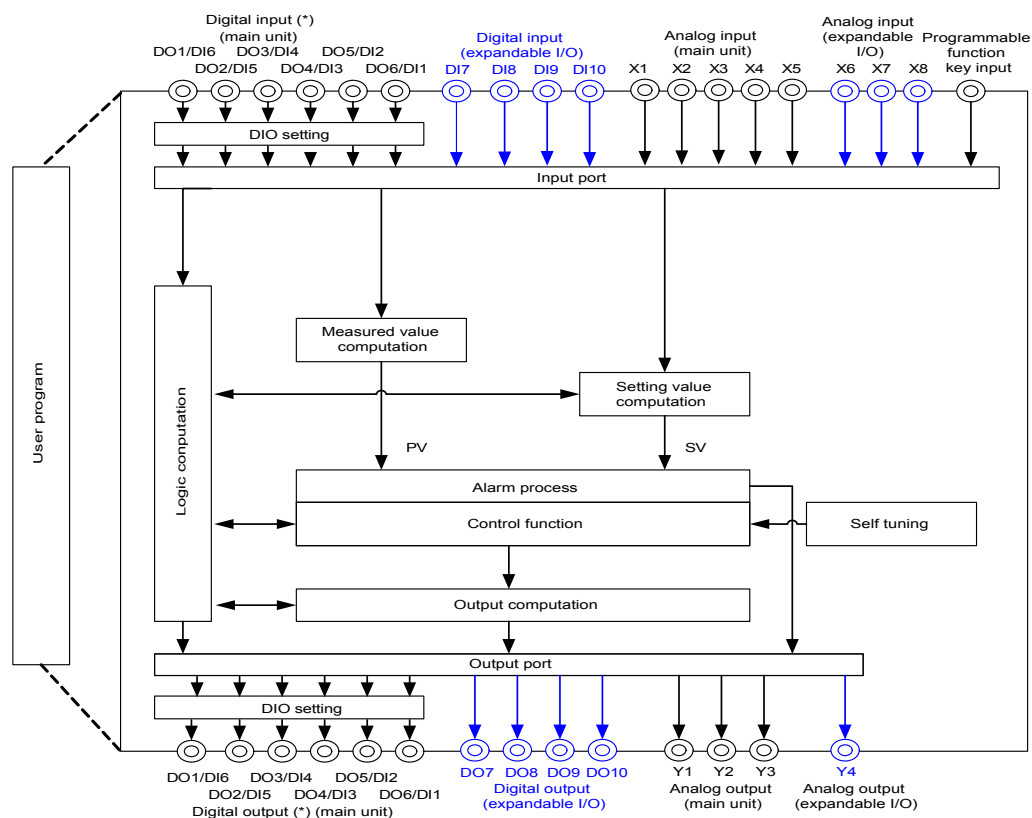 Digital input (*)
(main unit)
DO1/DI6 DO3/DI4 DO5/DI2
DO2/DI5 DO4/DI3 DO6/DI1
Digital input
(expandable I/O)
DI7 DI8 DI9 DI10
Analog input
(main unit)
X1 X2 X3 X4 X5
Analog input
(expandable
I/O)
X6 X7 X8
Programmable
function
key input
DIO setting
Input port
User program
Logic conputation
Measured value
computation
Setting value
computation
PV
SV
Alarm process
Control function
Self tuning
Output computation
Output port
DIO setting
DO1/DI6 DO3/DI4 DO5/DI2
DO2/DI5 DO4/DI3 DO6/DI1
Digital output (*) (main unit)
DO7 DO8 DO9 DO10
Digital output
(expandable I/O)
Y1 Y2 Y3
Analog output
(main unit)
Y4
Analog output
(expandable I/O)